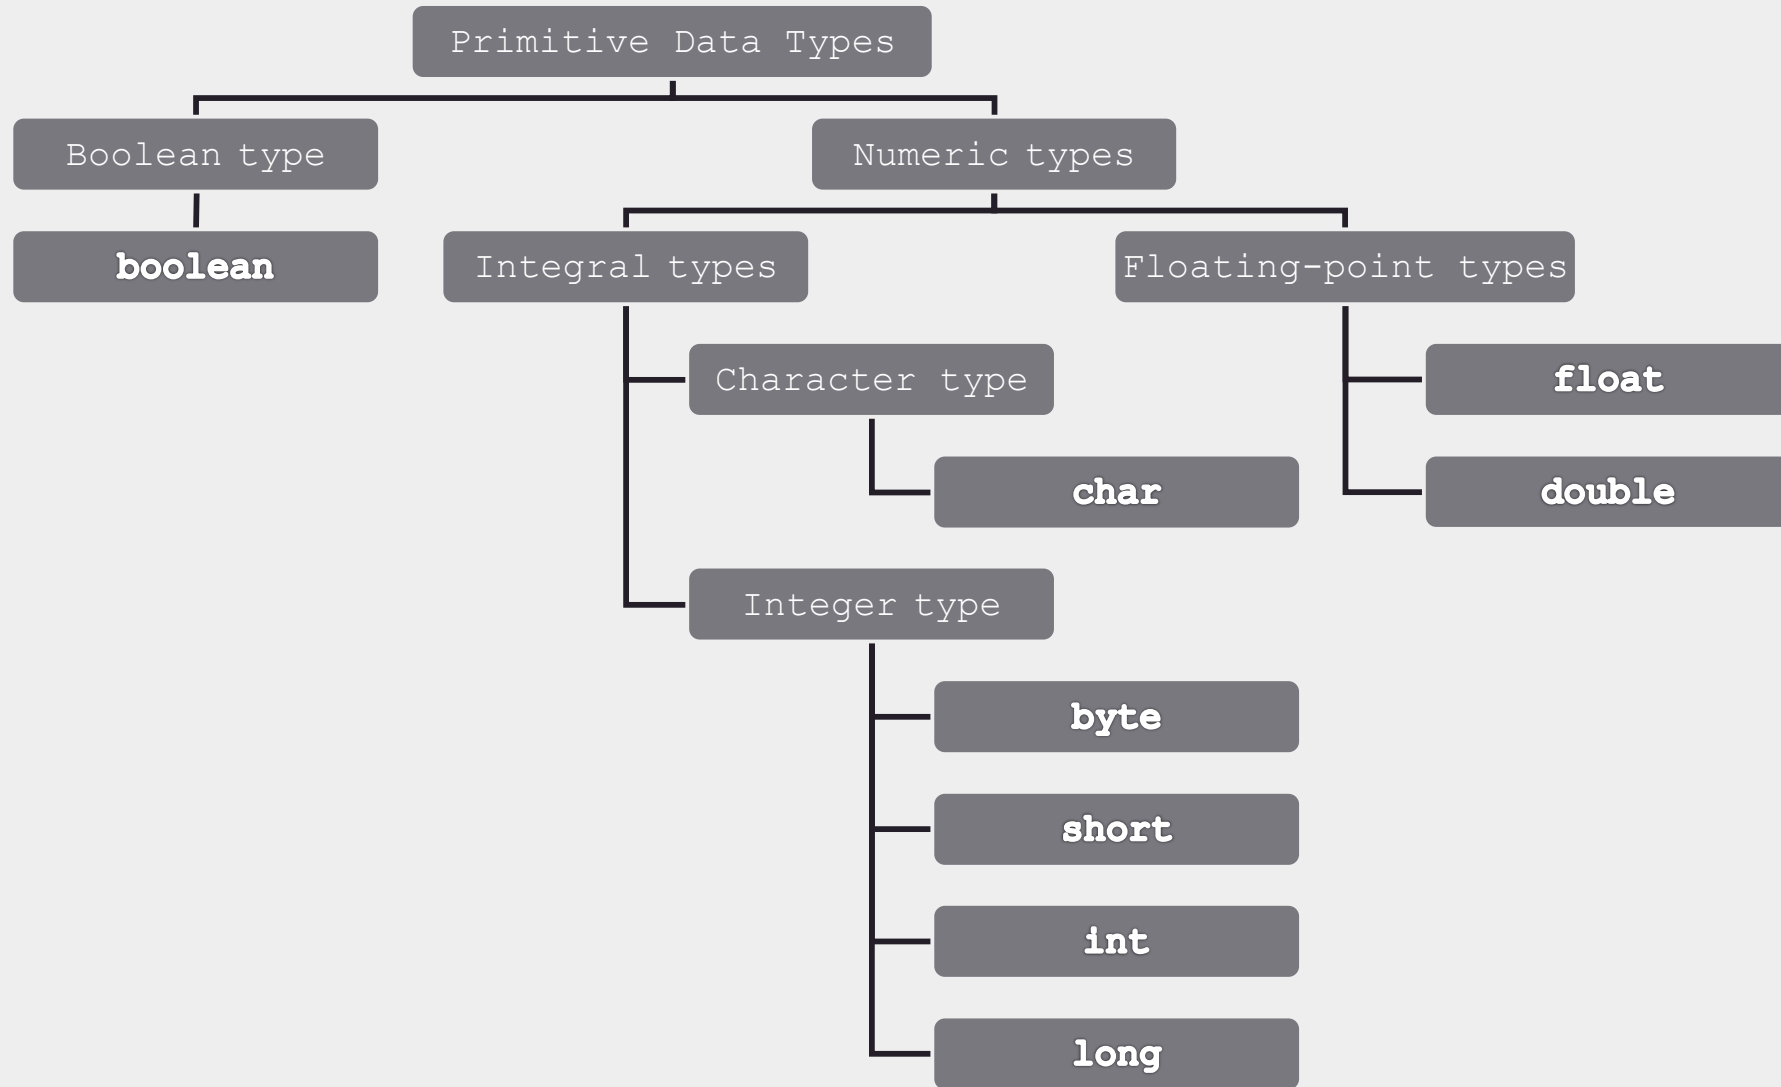 Primitive Data Types
Boolean type
Numeric types
boolean
Integral types
Floating-point types
Character type
float
char
double
Integer type
byte
short
int
long